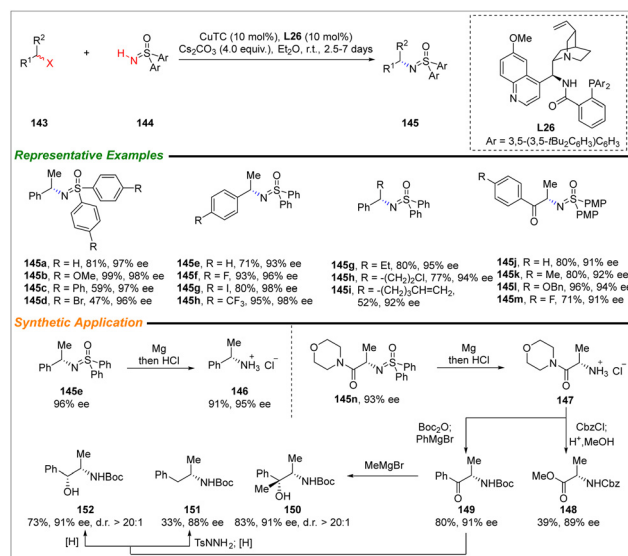 CuTC (10 mol%), L26 (10 mol%)
Cs2CO3 (4.0 equiv.), Et2O, r.t., 2.5-7 days
R1 R2 X
+
H N S O Ar Ar
R1 R2 N S O Ar Ar
143
144
145
MeO
N
N
NH
O
PAr2
L26
Ar = 3,5-(3,5-tBu2C6H3)C6H3
Representative Examples
Me O R
Ph N S
R
Me O
N S Ph Ph
R
R O
Ph N S Ph Ph
R Me O
O N S PMP PMP
145a, R = H, 81%, 97% ee
145b, R = OMe, 99%, 98% ee
145c, R = Ph, 59%, 97% ee
145d, R = Br, 47%, 96% ee
145e, R = H, 71%, 93% ee
145f, R = F, 93%, 96% ee
145g, R = I, 80%, 98% ee
145h, R = CF3, 95%, 98% ee
145g, R = Et, 80%, 95% ee
145h, R = -(CH2)2Cl, 77%, 94% ee
145i, R = -(CH2)3CH=CH2,
52%, 92% ee
145j, R = H, 80%, 91% ee
145k, R = Me, 80%, 92% ee
145l, R = OBn, 96%, 94% ee
145m, R = F, 71%, 91% ee
Synthetic Application
Me O
Ph N S Ph Ph
145e
96% ee
Mg
then HCl
Me
Ph NH3+ Cl-
146
91%, 95% ee
O N Me O
O N S Ph Ph
145n, 93% ee
Mg
then HCl
O N Me
O NH3+ Cl-
147
Boc2O;
PhMgBr
CbzCl;
H+,MeOH
Me
Ph NHBoc
OH
152
73%, 91% ee, d.r. > 20:1
Me
Ph NHBoc
151
33%, 88% ee
Me
Ph NHBoc
Me OH
150
83%, 91% ee, d.r. > 20:1
MeMgBr
Me
Ph NHBoc
O
149
80%, 91% ee
Me
MeO NHCbz
O
148
39%, 89% ee
[H]
TsNNH2; [H]